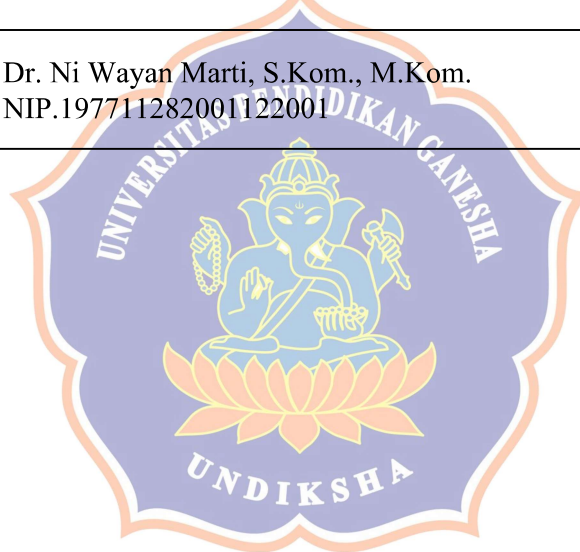 Dr. Ni Wayan Marti, S.Kom., M.Kom.
NIP.197711282001122001
UNIVERSITAS PENDIDIKAN GANESHA
UNDIKSHA